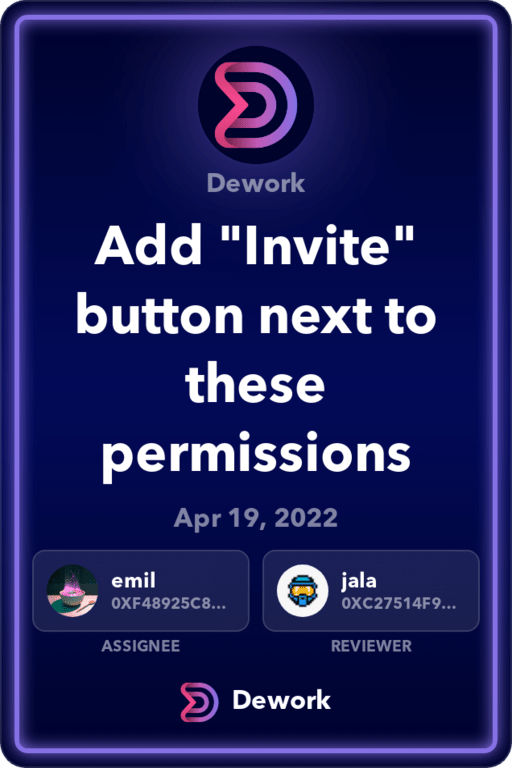 Dework
Add "Invite"
button next to
these
permissions
Apr 19, 2022
emil
0XF48925C8...
jala
0XC27514F9...
ASSIGNEE
REVIEWER
Dework